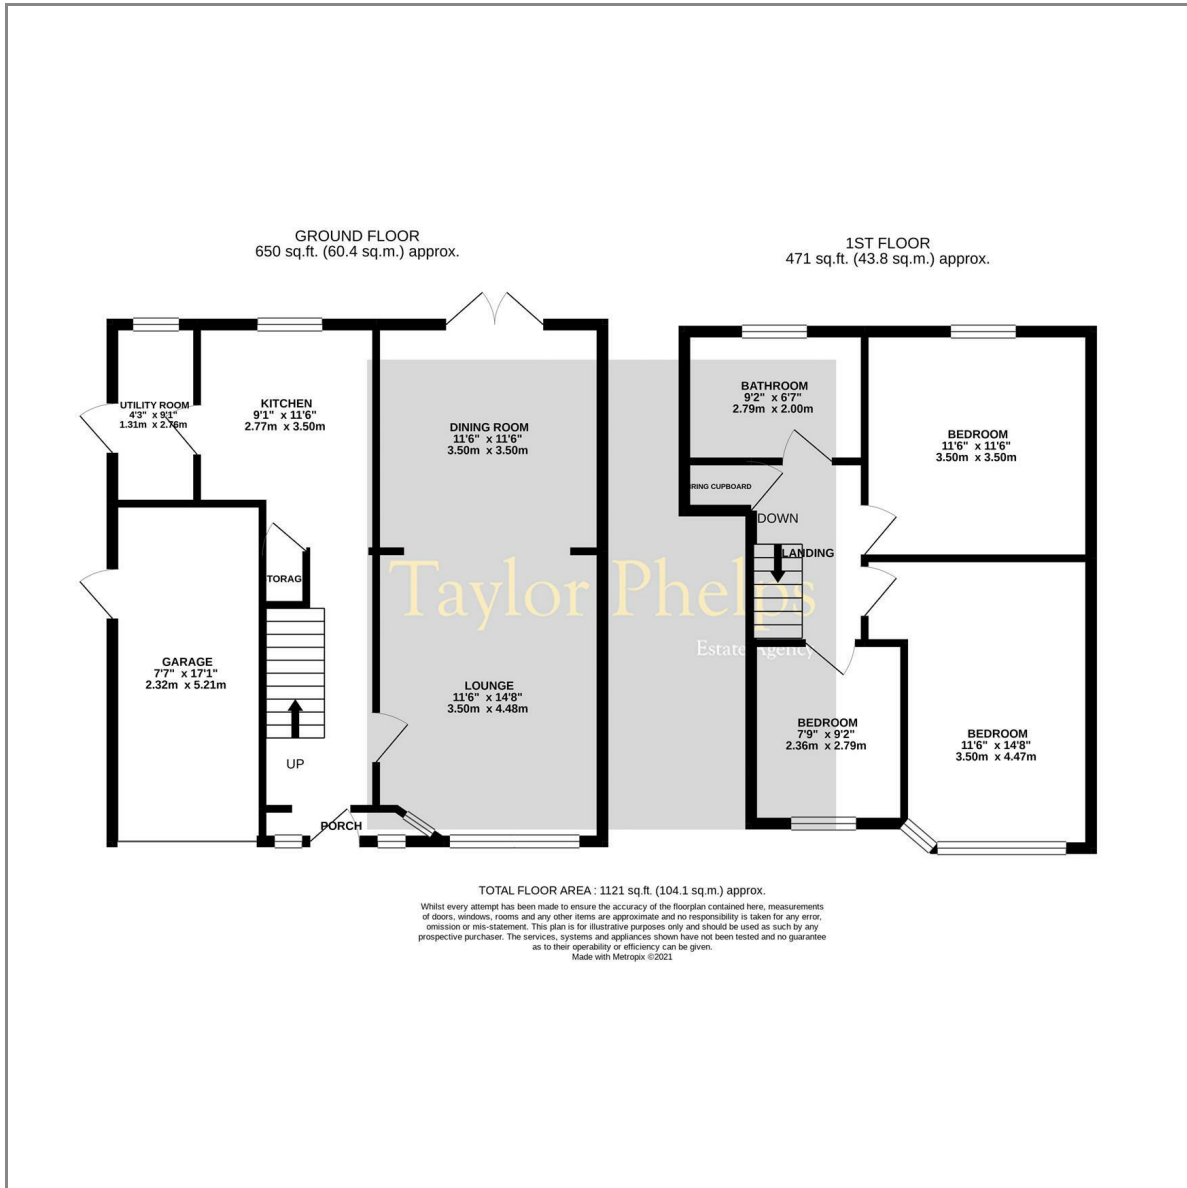 GROUND FLOOR
650 sq.ft. (60.4 sq.m.) approx.
1ST FLOOR
471 sq.ft. (43.8 sq.m.) approx.
UTILITY ROOM
4'3" x 9'1"
1.31m x 2.76m
KITCHEN
9'1" x 11'6"
2.77m x 3.50m
DINING ROOM
11'6" x 11'6"
3.50m x 3.50m
BATHROOM
9'2" x 6'7"
2.79m x 2.00m
BEDROOM
11'6" x 11'6"
3.50m x 3.50m
IRING CUPBOARD
DOWN
LANDING
TORAG
Taylor Phelps
Estate Agency
GARAGE
7'7" x 17'1"
2.32m x 5.21m
LOUNGE
11'6" x 14'8"
3.50m x 4.48m
UP
PORCH
BEDROOM
7'9" x 9'2"
2.36m x 2.79m
BEDROOM
11'6" x 14'8"
3.50m x 4.47m
TOTAL FLOOR AREA : 1121 sq.ft. (104.1 sq.m.) approx.
Whilst every attempt has been made to ensure the accuracy of the floorplan contained here, measurements
of doors, windows, rooms and any other items are approximate and no responsibility is taken for any error,
omission or mis-statement. This plan is for illustrative purposes only and should be used as such by any
prospective purchaser. The services, systems and appliances shown have not been tested and no guarantee
as to their operability or efficiency can be given.
Made with Metropix ©2021